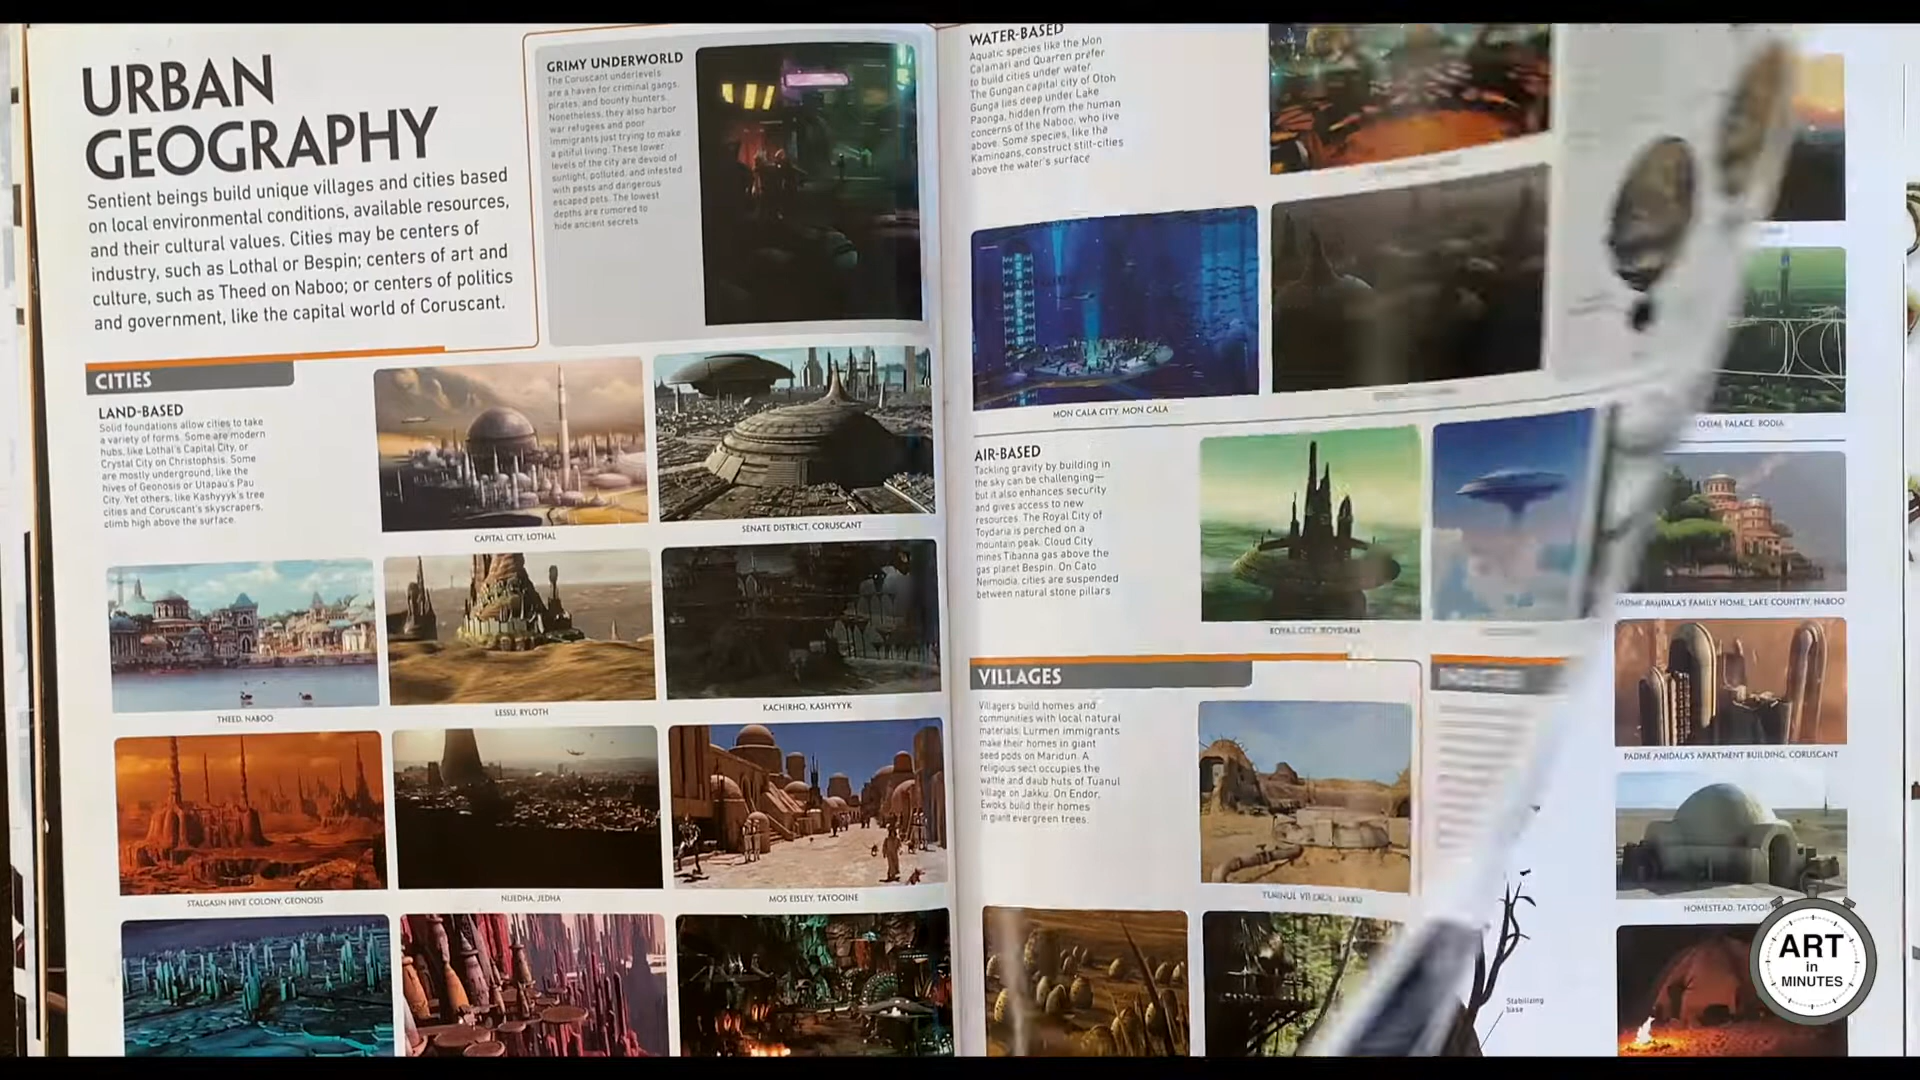 URBAN
GEOGRAPHY
Sentient beings build unique villages and cities based
on local environmental conditions, available resources,
and their cultural values. Cities may be centers of
industry, such as Lothal or Bespin; centers of art and
culture, such as Theed on Naboo; or centers of politics
and government, like the capital world of Coruscant.
GRIMY UNDERWORLD
The Coruscant underlevels
are a haven for criminal gangs,
pirates, and bounty hunters.
Nonetheless, they also harbor
war refugees and poor
immigrants just trying to make
a pitiful living. These lower
levels of the city are devoid of
sunlight, polluted, and infested
with pests and dangerous
escaped pets. The lowest
depths are rumored to
hide ancient secrets.
CITIES
LAND-BASED
Solid foundations allow cities to take
a variety of forms. Some are modern
hubs, like Lothal's Capital City, or
Crystal City on Christophsis. Some
are mostly underground, like the
hives of Geonosis or Utapau's Pau
City. Yet others, like Kashyyyk's tree
cities and Coruscant's skyscrapers,
climb high above the surface.
CAPITAL CITY, LOTHAL
SENATE DISTRICT, CORUSCANT
THEED, NABOO
LESSU, RYLOTH
KACHIRHO, KASHYYYK
STALGASIN HIVE COLONY, GEONOSIS
NIJEDHA, JEDHA
MOS EISLEY, TATOOINE
WATER-BASED
Aquatic species like the Mon
Calamari and Quarren prefer
to build cities under water.
The Gungan capital city of Otoh
Gunga lies deep under Lake
Paonga, hidden from the human
concerns of the Naboo, who live
above. Some species, like the
Kaminoans, construct stilt-cities
above the water's surface
MON CALA CITY, MON CALA
AIR-BASED
Tackling gravity by building in
the sky can be challenging—
but it also enhances security
and gives access to new
resources. The Royal City of
Toydaria is perched on a
mountain peak. Cloud City
mines Tibanna gas above the
gas planet Bespin. On Cato
Neimoidia, cities are suspended
between natural stone pillars
ROYAL CITY, TOYDARIA
VILLAGES
Villagers build homes and
communities with local natural
materials. Lurmen immigrants
make their homes in giant
seed pods on Maridun. A
religious sect occupies the
wattle and daub huts of Tuanul
village on Jakku. On Endor,
Ewoks build their homes
in giant evergreen trees.
JAKKU
Stabilizing
base
PALACE, RODIA
PADMÉ AMIDALA'S FAMILY HOME, LAKE COUNTRY, NABOO
PADMÉ AMIDALA'S APARTMENT BUILDING, CORUSCANT
HOMESTEAD,
ART
in
MINUTES